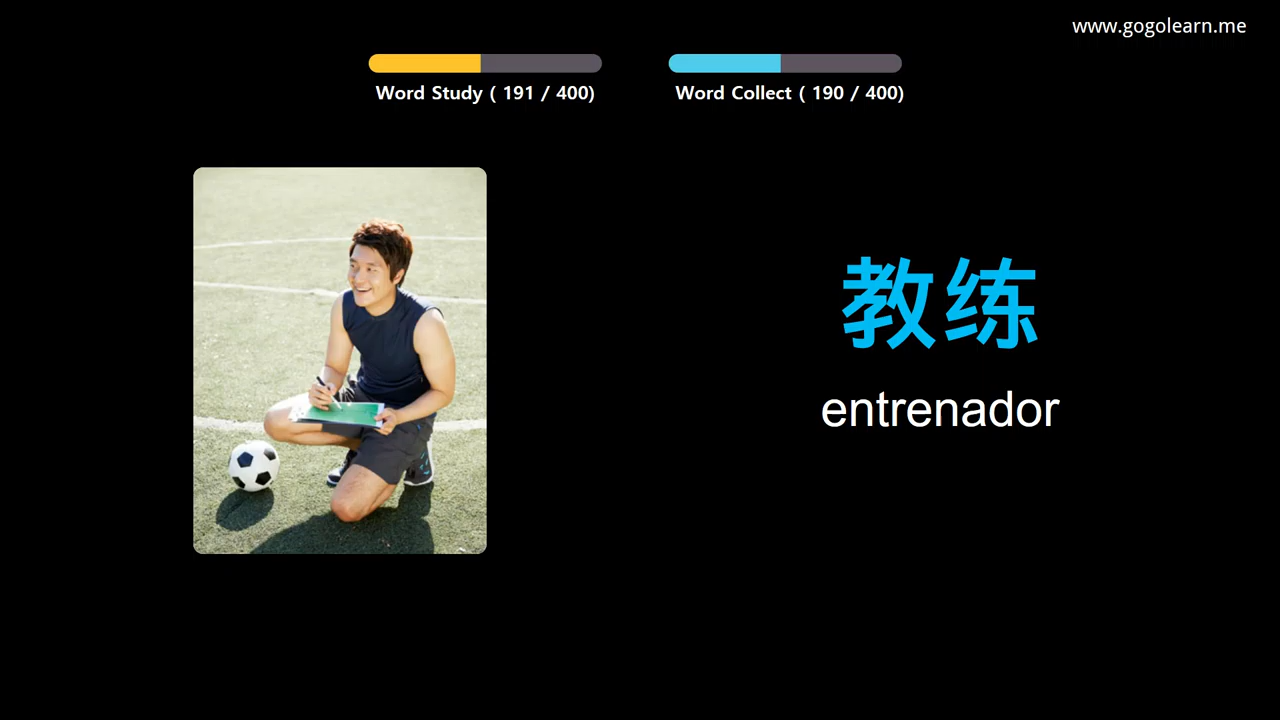 www.gogolearn.me
Word Study ( 191 / 400)
Word Collect ( 190 / 400)
教练
entrenador